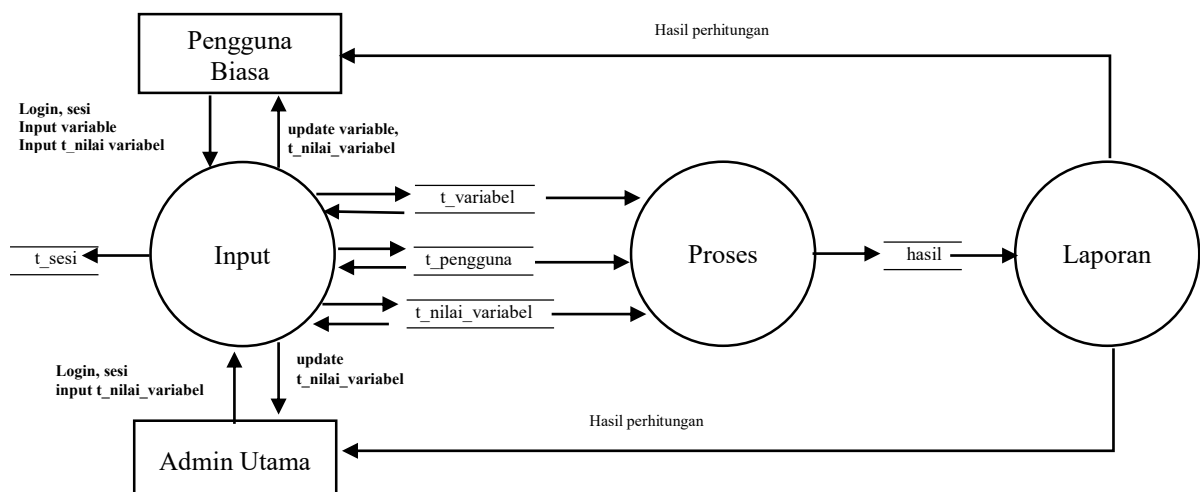 Pengguna
Biasa
Hasil perhitungan
Login, sesi
Input variable
Input t_nilai variabel
update variable,
t_nilai_variabel
t_variabel
t_sesi
Input
t_pengguna
Proses
hasil
Laporan
t_nilai_variabel
Login, sesi
input t_nilai_variabel
update
t_nilai_variabel
Hasil perhitungan
Admin Utama